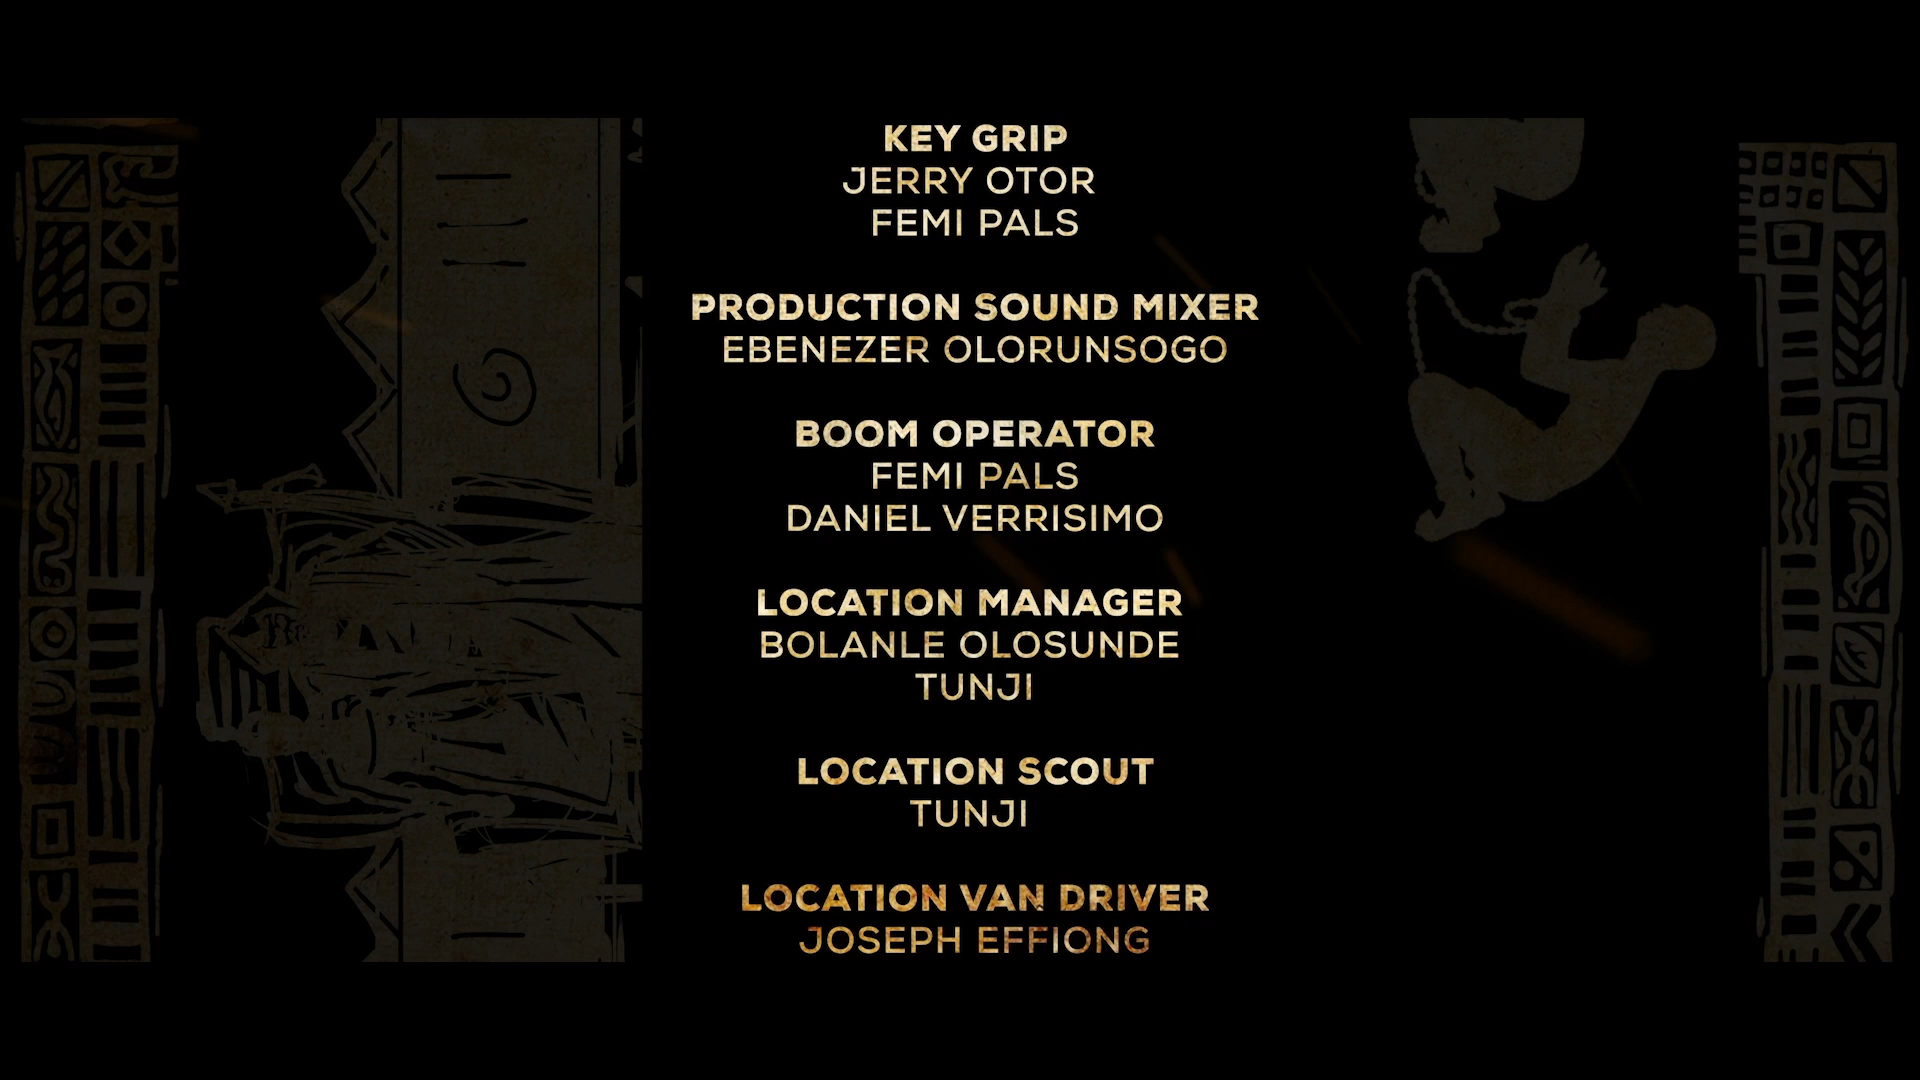 KEY GRIP
JERRY OTOR
FEMI PALS
PRODUCTION SOUND MIXER
EBENEZER OLORUNSOGO
BOOM OPERATOR
FEMI PALS
DANIEL VERRISIMO
LOCATION MANAGER
BOLANLE OLOSUNDE
TUNJI
LOCATION SCOUT
TUNJI
LOCATION VAN DRIVER
JOSEPH EFFIONG